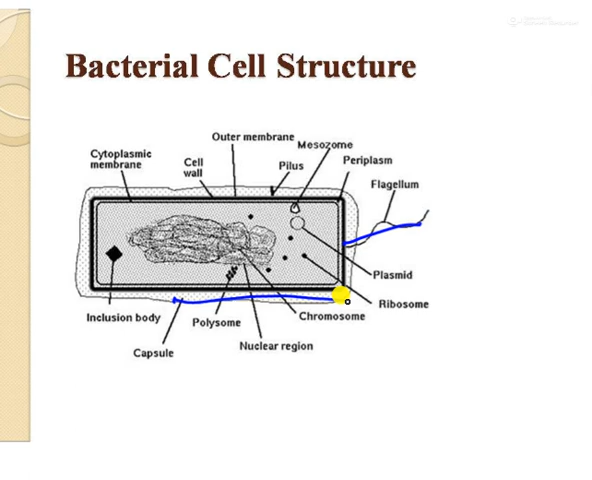 Bacterial Cell Structure
Outer membrane
Mesozome
Cytoplasmic
membrane
Cell
wall
Pilus
Periplasm
Flagellum
Plasmid
Ribosome
Inclusion body
Polysome
Chromosome
Nuclear region
Capsule